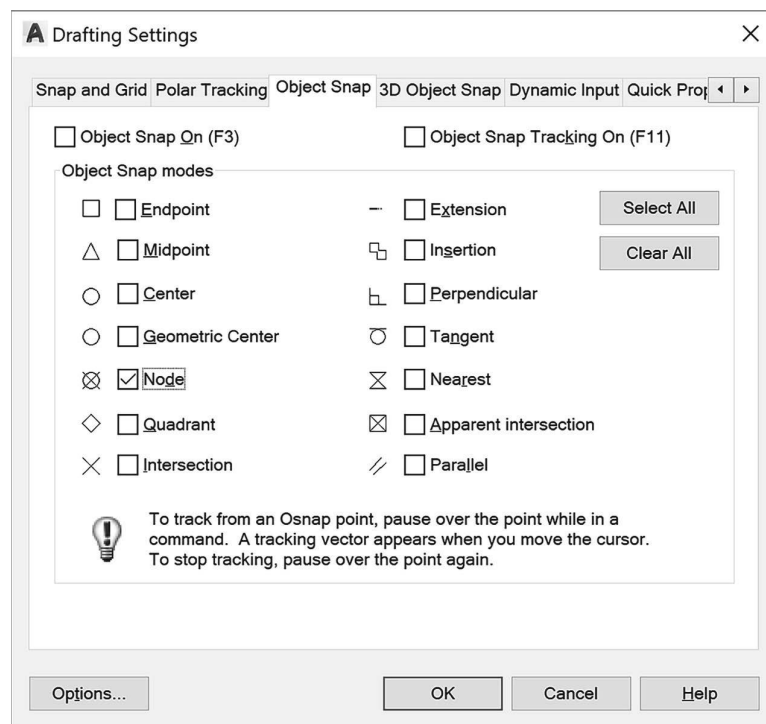 Drafting Settings
Snap and Grid Polar Tracking Object Snap 3D Object Snap Dynamic Input Quick Prop
Object Snap On (F3)
Object Snap Tracking On (F11)
Object Snap modes
Endpoint
Extension
Select All
Midpoint
Insertion
Clear All
Center
Perpendicular
Geometric Center
Tangent
Node
Nearest
Quadrant
Apparent intersection
Intersection
Parallel
To track from an Osnap point, pause over the point while in a
command. A tracking vector appears when you move the cursor.
To stop tracking, pause over the point again.
Options...
OK
Cancel
Help